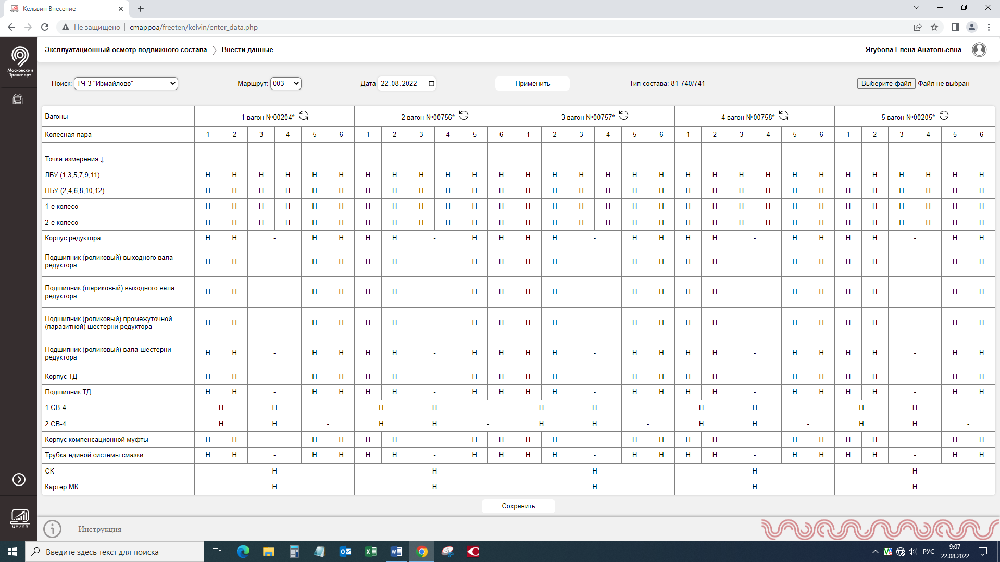 Кельвин Внесение
Не защищено cmappoa/freeten/kelvin/enter_data.php
Московский
Транспорт
Эксплуатационный осмотр подвижного состава Внести данные Ягубова Елена Анатольевна
Поиск: ТЧ-3 "Измайлово" Маршрут: 003 Дата 22.08.2022 Применить Тип состава: 81-740/741 Выберите файл Файл не выбран
Вагоны 1 вагон №00204* 2 вагон №00756* 3 вагон №00757* 4 вагон №00758* 5 вагон №00205*
Колесная пара 1 2 3 4 5 6 1 2 3 4 5 6 1 2 3 4 5 6 1 2 3 4 5 6 1 2 3 4 5 6
Точка измерения ↓
ЛБУ (1,3,5,7,9,11) Н Н Н Н Н Н Н Н Н Н Н Н Н Н Н Н Н Н Н Н Н Н Н Н Н Н Н Н Н Н
ПБУ (2,4,6,8,10,12) Н Н Н Н Н Н Н Н Н Н Н Н Н Н Н Н Н Н Н Н Н Н Н Н Н Н Н Н Н Н
1-е колесо Н Н Н Н Н Н Н Н Н Н Н Н Н Н Н Н Н Н Н Н Н Н Н Н Н Н Н Н Н Н
2-е колесо Н Н Н Н Н Н Н Н Н Н Н Н Н Н Н Н Н Н Н Н Н Н Н Н Н Н Н Н Н Н
Корпус редуктора Н Н - Н Н Н Н - Н Н Н Н - Н Н Н Н - Н Н Н Н - Н Н
Подшипник (роликовый) выходного вала
редуктора Н Н - Н Н Н Н - Н Н Н Н - Н Н Н Н - Н Н Н Н - Н Н
Подшипник (шариковый) выходного вала
редуктора Н Н - Н Н Н Н - Н Н Н Н - Н Н Н Н - Н Н Н Н - Н Н
Подшипник (роликовый) промежуточной
(паразитной) шестерни редуктора Н Н - Н Н Н Н - Н Н Н Н - Н Н Н Н - Н Н Н Н - Н Н
Подшипник (роликовый) вала-шестерни
редуктора Н Н - Н Н Н Н - Н Н Н Н - Н Н Н Н - Н Н Н Н - Н Н
Корпус ТД Н Н - Н Н Н Н - Н Н Н Н - Н Н Н Н - Н Н Н Н - Н Н
Подшипник ТД Н Н - Н Н Н Н - Н Н Н Н - Н Н Н Н - Н Н Н Н - Н Н
1 СВ-4 Н Н - Н Н - Н Н - Н Н - Н Н -
2 СВ-4 Н Н - Н Н - Н Н - Н Н - Н Н -
Корпус компенсационной муфты Н Н - Н Н Н Н - Н Н Н Н - Н Н Н Н - Н Н Н Н - Н Н
Трубка единой системы смазки Н Н - Н Н Н Н - Н Н Н Н - Н Н Н Н - Н Н Н Н - Н Н
СК Н Н Н Н Н
Картер МК Н Н Н Н Н
Сохранить
ЦМАПП
Инструкция
Введите здесь текст для поиска
РУС
9:07
22.08.2022